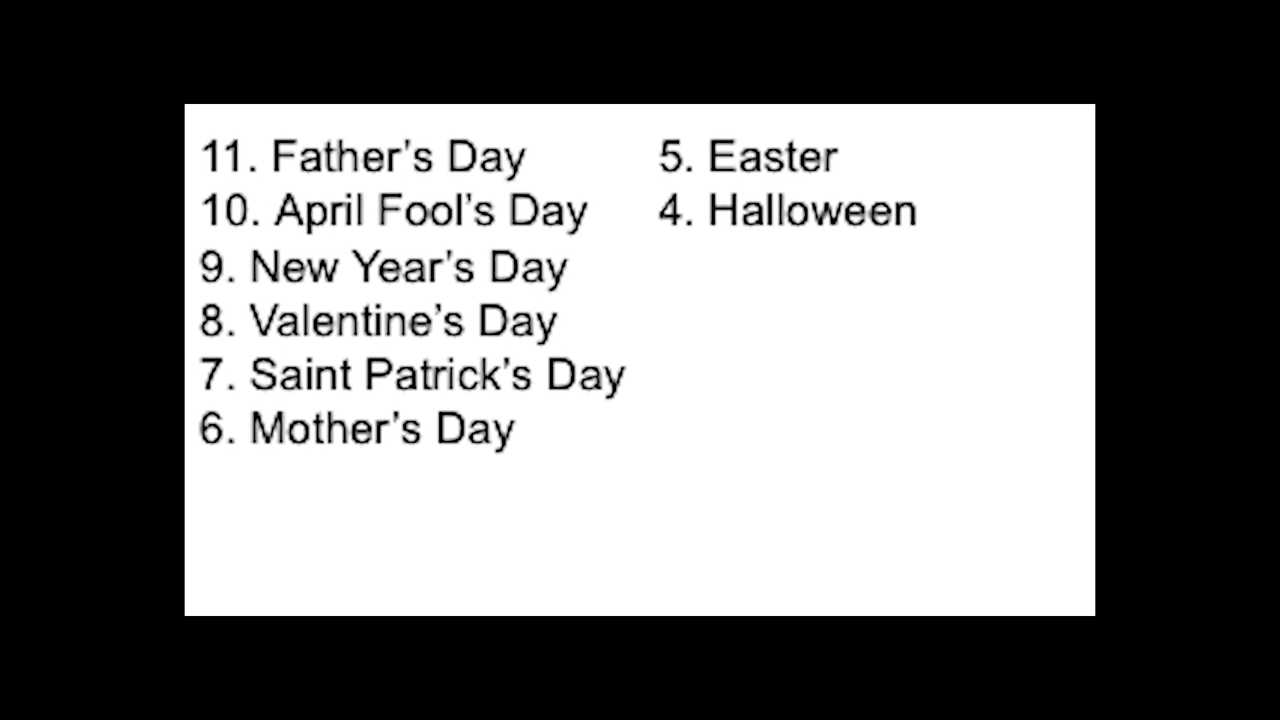 11. Father’s Day
10. April Fool’s Day
9. New Year’s Day
8. Valentine’s Day
7. Saint Patrick’s Day
6. Mother’s Day
5. Easter
4. Halloween